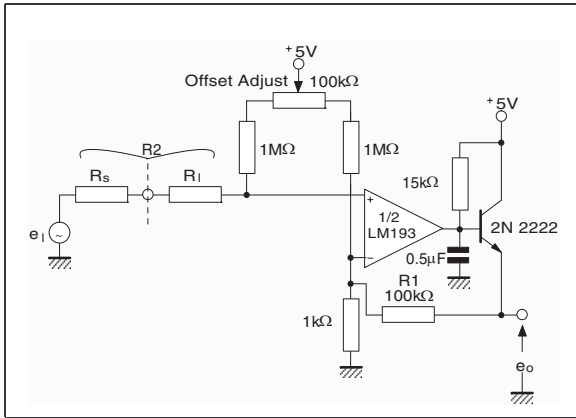 +5V
Offset Adjust
100kΩ
+5V
R2
1MΩ
1MΩ
15kΩ
Rs
Rl
+
1/2
LM193
2N 2222
el
~
−
0.5μF
R1
100kΩ
1kΩ
eo